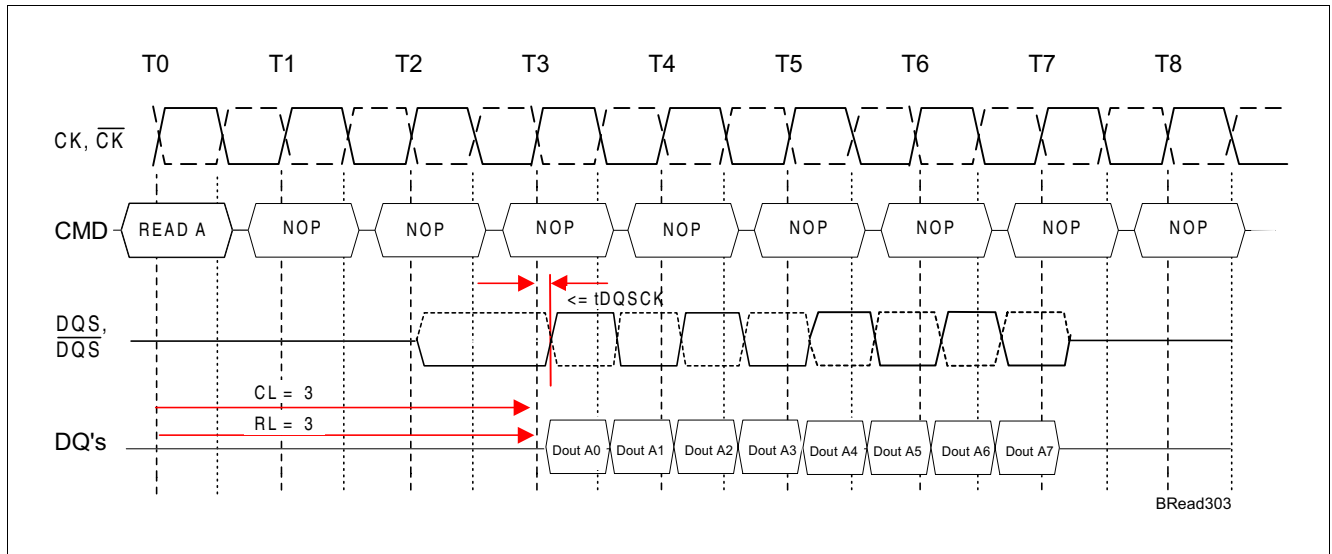 T0 T1 T2 T3 T4 T5 T6 T7 T8
CK, CK
CMD READ A NOP NOP NOP NOP NOP NOP NOP NOP
<= tDQSCK
DQS,
DQS
CL = 3
RL = 3
DQ's Dout A0 Dout A1 Dout A2 Dout A3 Dout A4 Dout A5 Dout A6 Dout A7
BRead303